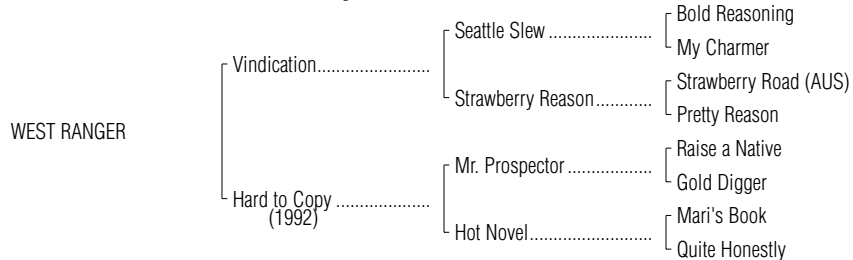 Bold Reasoning
Seattle Slew ......................
My Charmer
Vindication........................
Strawberry Road (AUS)
Strawberry Reason............
Pretty Reason
WEST RANGER
Raise a Native
Mr. Prospector ..................
Gold Digger
Hard to Copy ....................
(1992)
Mari's Book
Hot Novel..........................
Quite Honestly